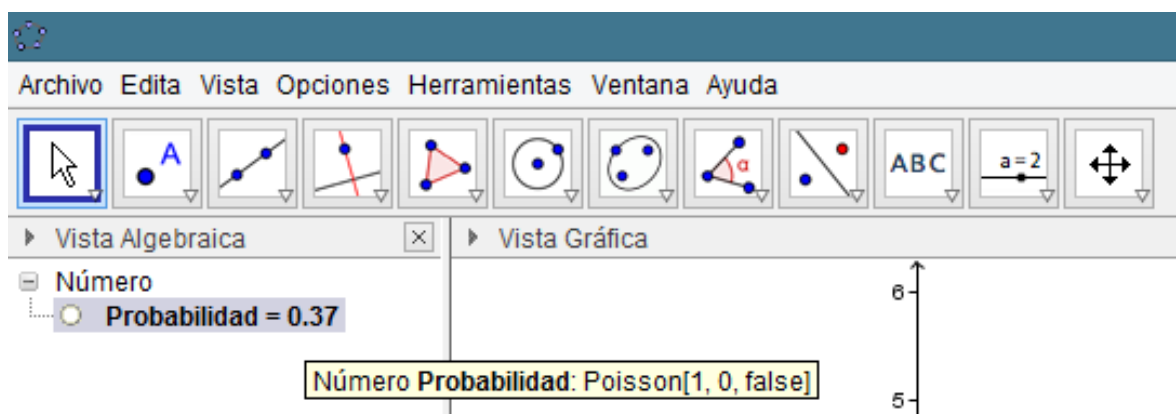 Archivo Edita Vista Opciones Herramientas Ventana Ayuda
A
α
ABC
a=2
Vista Algebraica
Vista Gráfica
Número
Probabilidad = 0.37
Número Probabilidad: Poisson[1, 0, false]
6
5